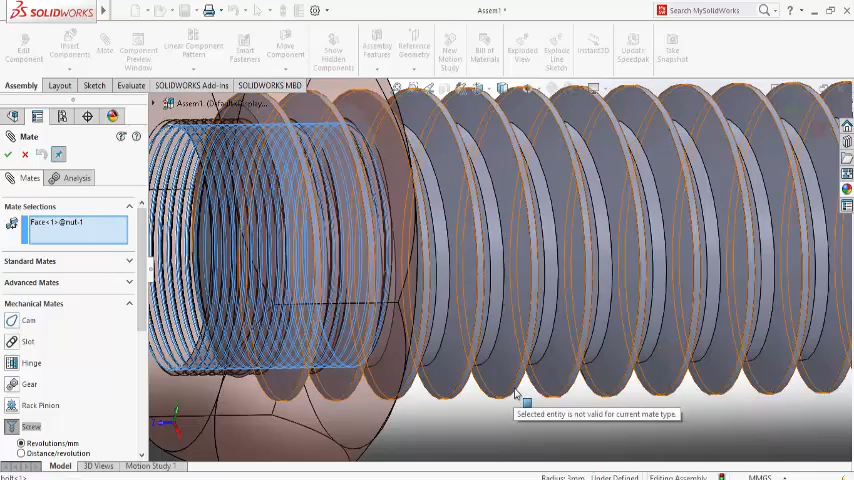 SOLIDWORKS
Assem1 *
Search MySolidWorks
Edit Component
Insert Components
Mate
Component Preview Window
Linear Component Pattern
Smart Fasteners
Move Component
Show Hidden Components
Assembly Features
Reference Geometry
New Motion Study
Bill of Materials
Exploded View
Explode Line Sketch
Instant3D
Update Speedpak
Take Snapshot
Assembly
Layout
Sketch
Evaluate
SOLIDWORKS Add-Ins
SOLIDWORKS MBD
Assem1 (Default<Display...
Mate
Mates
Analysis
Mate Selections
Face<1>@nut-1
Standard Mates
Advanced Mates
Mechanical Mates
Cam
Slot
Hinge
Gear
Rack Pinion
Screw
Revolutions/mm
Distance/revolution
Selected entity is not valid for current mate type.
Model
3D Views
Motion Study 1
bolt<1>
Radius: 3mm
Under Defined
Editing Assembly
MMGS